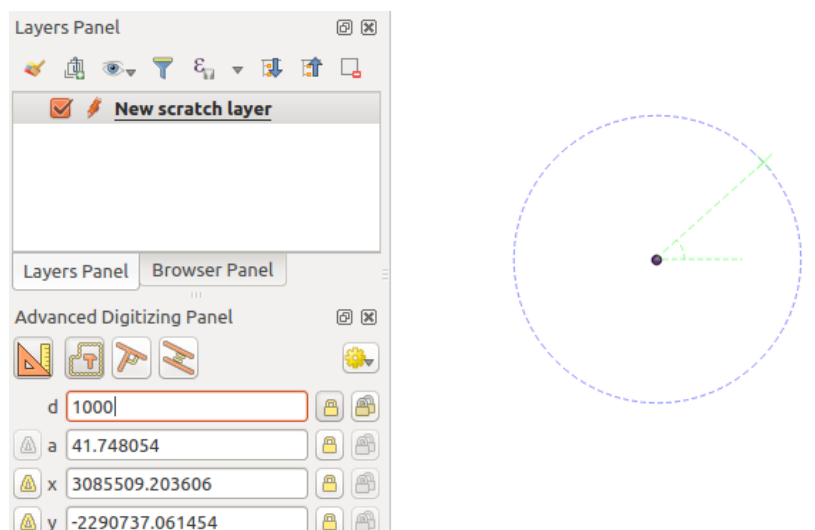 Layers Panel
New scratch layer
Layers Panel Browser Panel
Advanced Digitizing Panel
d 1000
a 41.748054
x 3085509.203606
y -2290737.061454